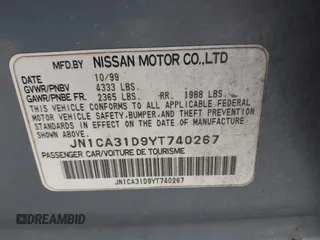 MFD.BY NISSAN MOTOR CO.,LTD
10/99
GVWR/PNBV 4333 LBS.
GAWR/PNBE FR. 2365 LBS. RR. 1988 LBS.
THIS VEHICLE CONFORMS TO ALL APPLICABLE FEDERAL
MOTOR VEHICLE SAFETY,BUMPER,AND THEFT PREVENTION
STANDARDS IN EFFECT ON THE DATE OF MANUFACTURE
SHOWN ABOVE.
JN1CA31D9YT740267
PASSENGER CAR/VOITURE DE TOURISME
JN1CA31D9YT740267
DREAMBID